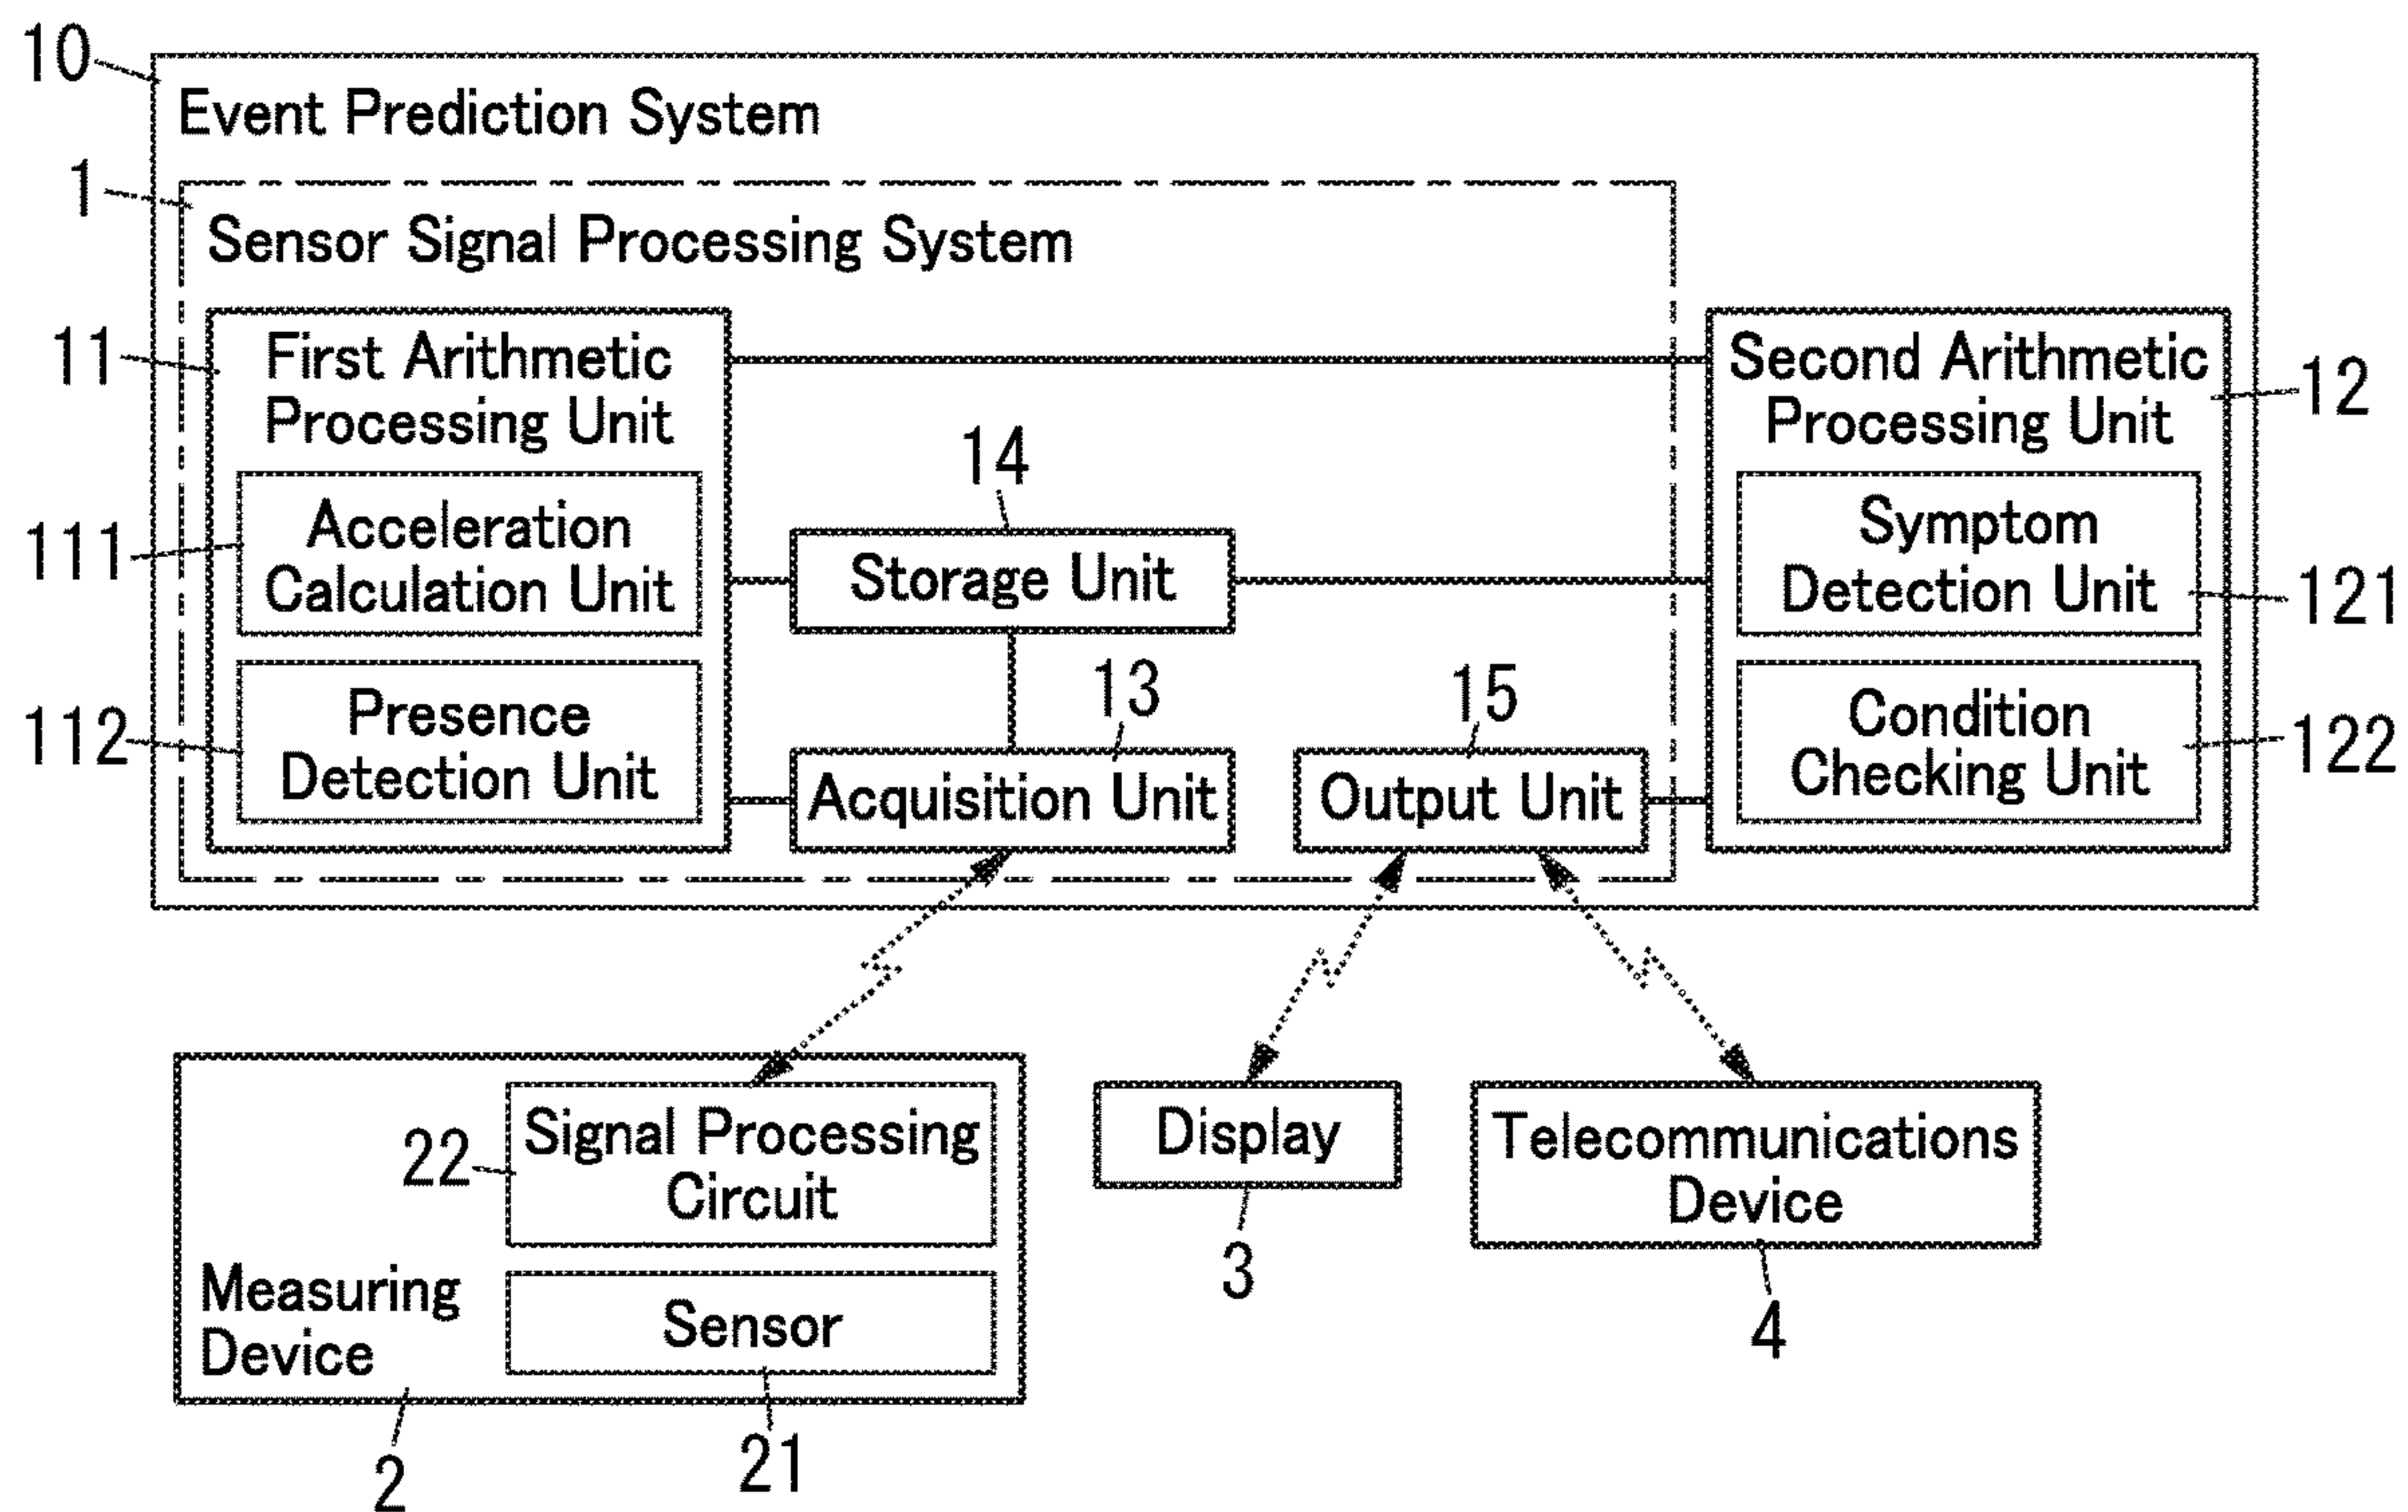 10
Event Prediction System
1
Sensor Signal Processing System
11
First Arithmetic
Processing Unit
111
Acceleration
Calculation Unit
112
Presence
Detection Unit
14
Storage Unit
13
Acquisition Unit
15
Output Unit
Second Arithmetic
Processing Unit
12
Symptom
Detection Unit
121
Condition
Checking Unit
122
22
Signal Processing
Circuit
Measuring
Device
Sensor
2
21
Display
3
Telecommunications
Device
4